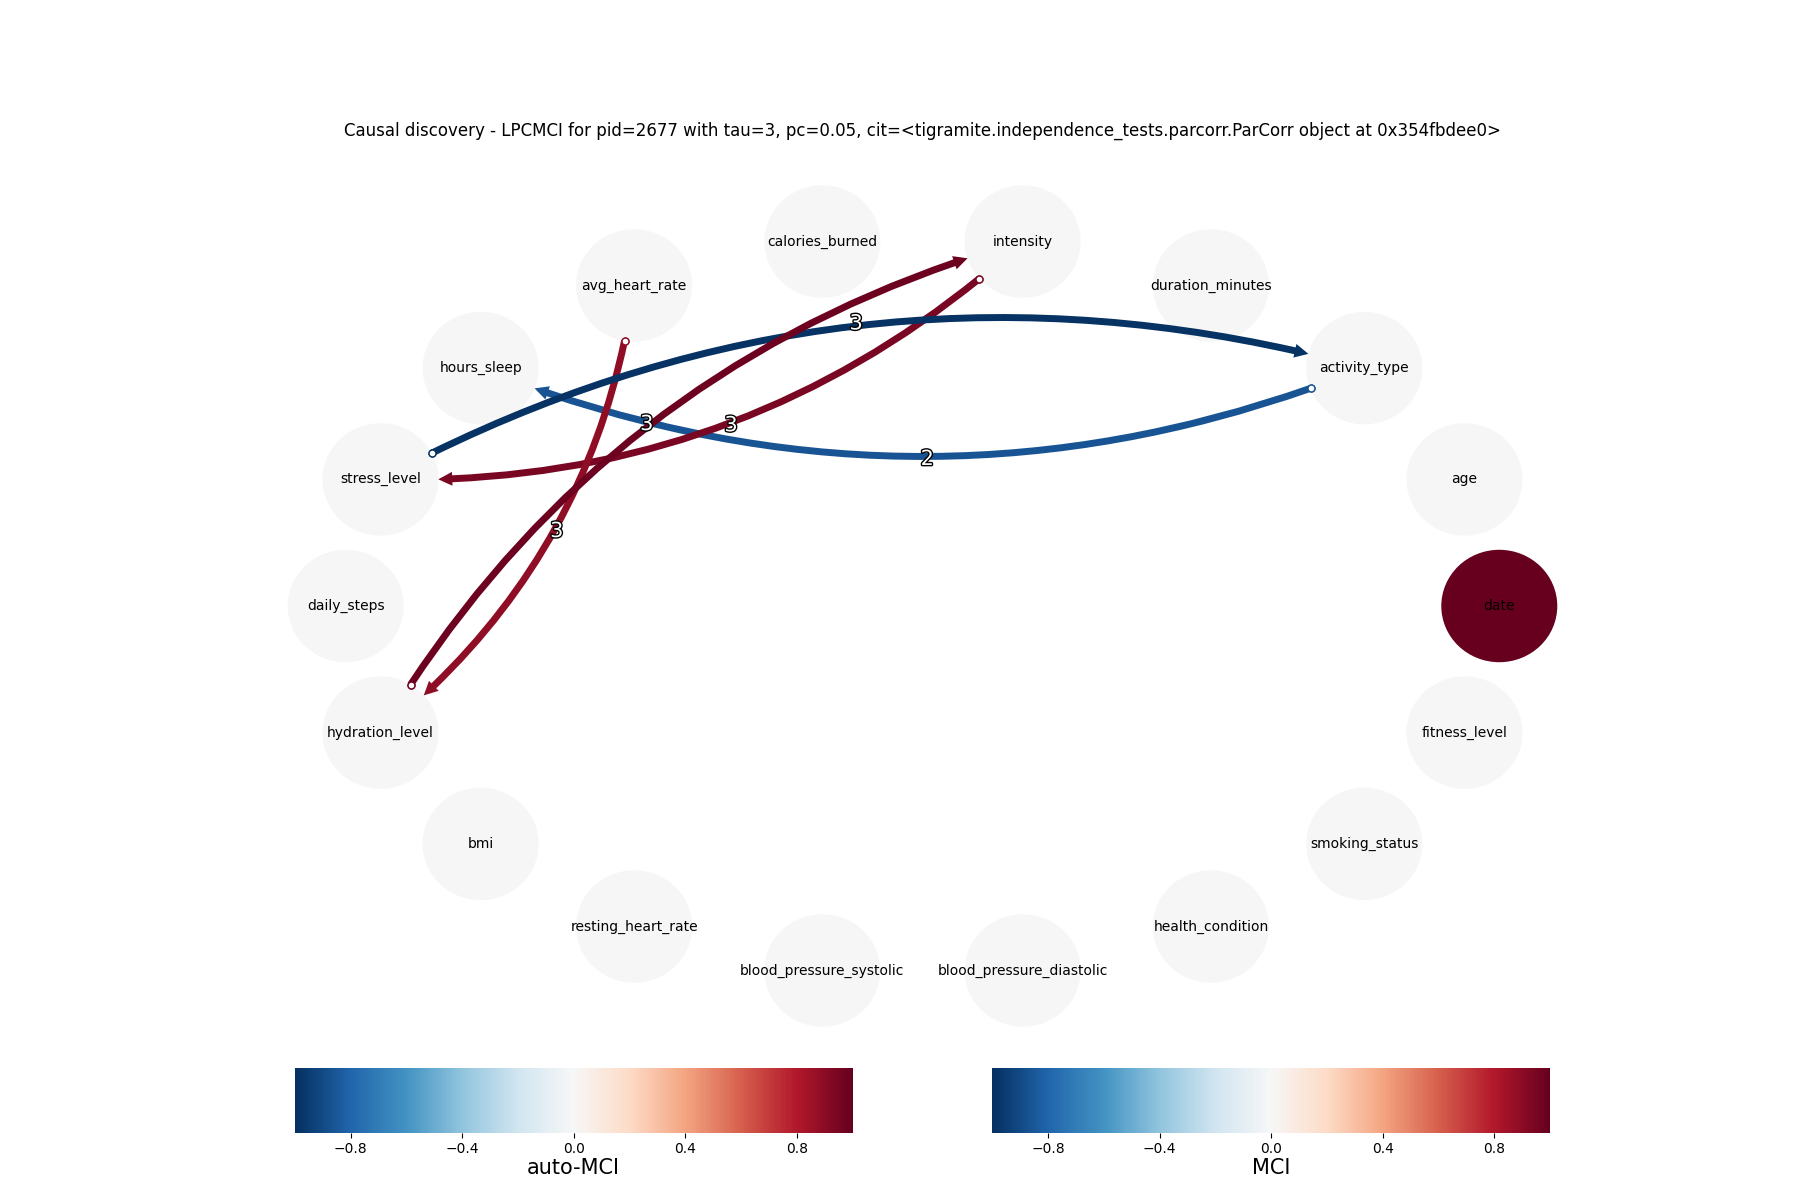 Causal discovery - LPCMCI for pid=2677 with tau=3, pc=0.05, cit=<tigramite.independence_tests.parcorr.ParCorr object at 0x354fbdee0>
calories_burned
intensity
avg_heart_rate
duration_minutes
3
hours_sleep
activity_type
3
3
2
stress_level
age
3
daily_steps
date
hydration_level
fitness_level
bmi
smoking_status
resting_heart_rate
health_condition
blood_pressure_systolic
blood_pressure_diastolic
−0.8 −0.4 0.0 0.4 0.8
auto-MCI
−0.8 −0.4 0.0 0.4 0.8
MCI